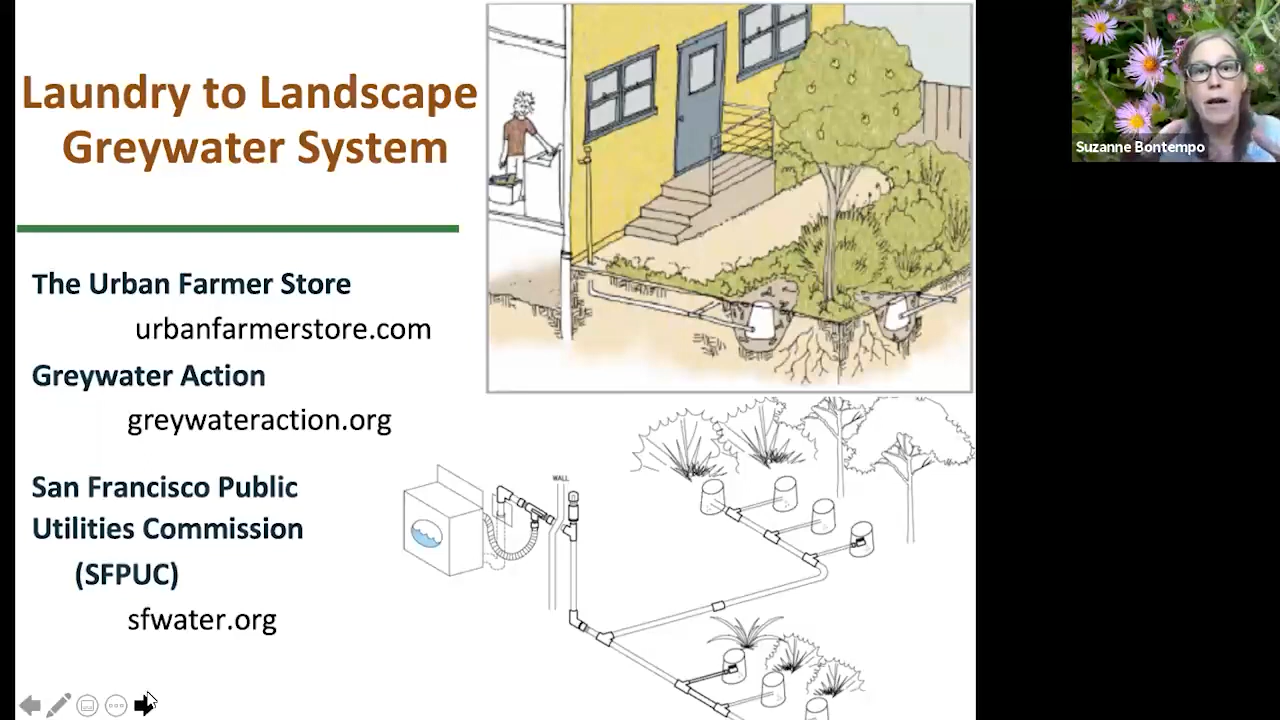 Laundry to Landscape
Greywater System
The Urban Farmer Store
urbanfarmerstore.com
Greywater Action
greywateraction.org
San Francisco Public
Utilities Commission
(SFPUC)
sfwater.org
WALL
Suzanne Bontempo